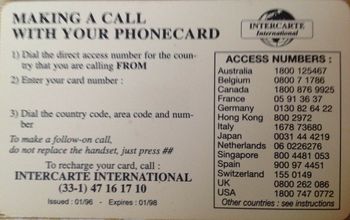 MAKING A CALL
WITH YOUR PHONECARD
INTERCARTE
International
1) Dial the direct access number for the coun-
try that you are calling FROM
2) Enter your card number :
3) Dial the country code, area code and num-
ber
To make a follow-on call,
do not replace the handset, just press ##
To recharge your card, call :
INTERCARTE INTERNATIONAL
(33-1) 47 16 17 10
Issued : 01/96 - Expires : 01/98
ACCESS NUMBERS :
Australia 1800 125467
Belgium 0800 7 1786
Canada 1800 876 9925
France 05 91 36 37
Germany 0130 82 64 22
Hong Kong 800 2972
Italy 1678 73680
Japan 0031 44 4219
Netherlands 06 0226276
Singapore 800 4481 053
Spain 900 97 4451
Switzerland 155 0149
UK 0800 262 086
USA 1800 747 0772
Other countries : see instructions